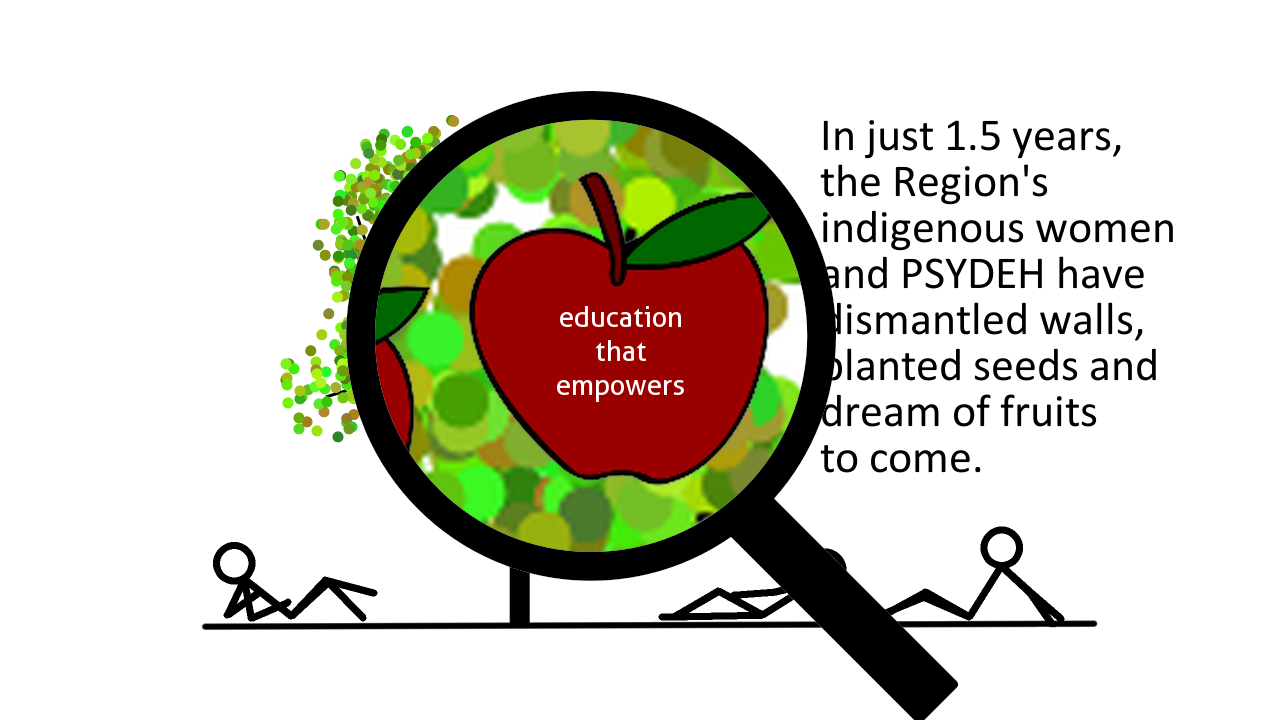 education
that
empowers
In just 1.5 years,
the Region's
indigenous women
and PSYDEH have
dismantled walls,
planted seeds and
dream of fruits
to come.